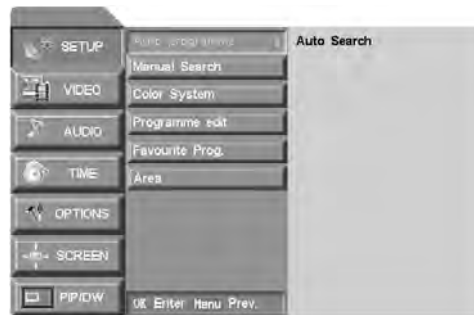 SETUP
VIDEO
AUDIO
TIME
OPTIONS
SCREEN
PIP/DW
Auto programme
Manual Search
Color System
Programme edit
Favourite Prog.
Area
OK Enter Menu Prev.
Auto Search